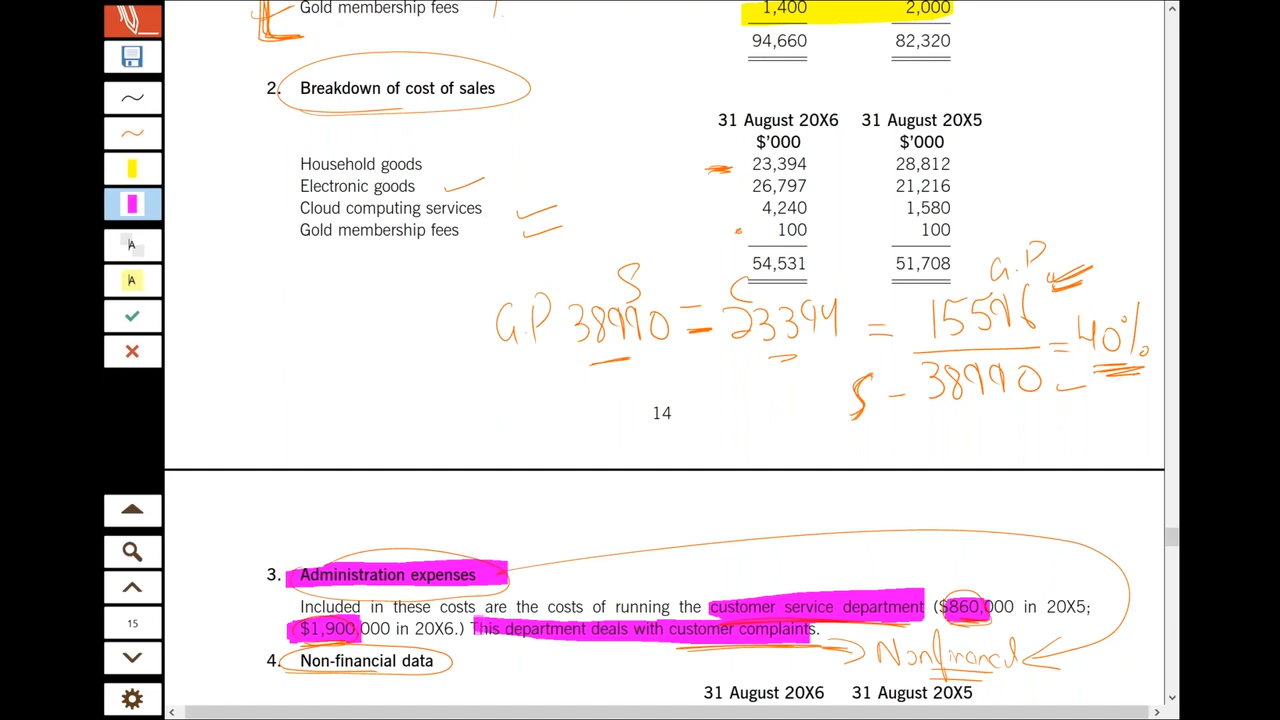 Gold membership fees 1,400 2,000
94,660 82,320
2. Breakdown of cost of sales
31 August 20X6 31 August 20X5
$'000 $'000
Household goods 23,394 28,812
Electronic goods 26,797 21,216
Cloud computing services 4,240 1,580
Gold membership fees 100 100
54,531 51,708
S C G.P
G.P 38990 = 23394 = 15596 = 40%
S - 38990
14
3. Administration expenses
Included in these costs are the costs of running the customer service department ($860,000 in 20X5;
$1,900,000 in 20X6.) This department deals with customer complaints.
Nonfinancial
4. Non-financial data
31 August 20X6 31 August 20X5
A
A
15